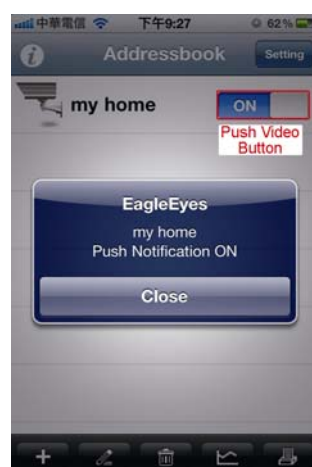 中華電信 下午9:27 62%
Addressbook Setting
my home ON
Push Video
Button
EagleEyes
my home
Push Notification ON
Close